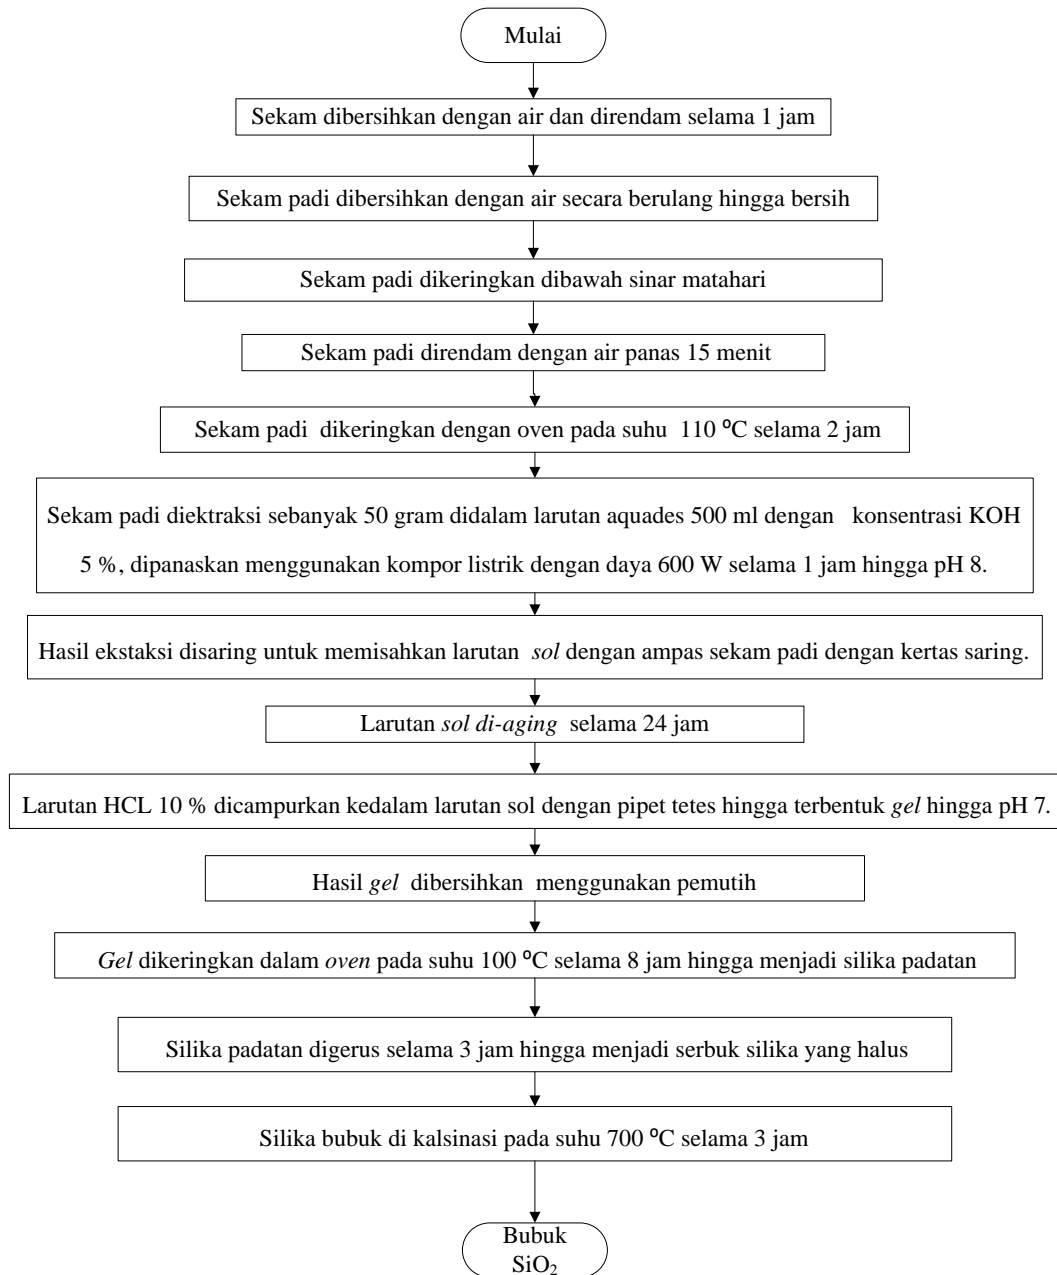 Mulai
Sekam dibersihkan dengan air dan direndam selama 1 jam
Sekam padi dibersihkan dengan air secara berulang hingga bersih
Sekam padi dikeringkan dibawah sinar matahari
Sekam padi direndam dengan air panas 15 menit
Sekam padi dikeringkan dengan oven pada suhu 110 ⁰C selama 2 jam
Sekam padi diektraksi sebanyak 50 gram didalam larutan aquades 500 ml dengan konsentrasi KOH
5 %, dipanaskan menggunakan kompor listrik dengan daya 600 W selama 1 jam hingga pH 8.
Hasil ekstaksi disaring untuk memisahkan larutan sol dengan ampas sekam padi dengan kertas saring.
Larutan sol di-aging selama 24 jam
Larutan HCL 10 % dicampurkan kedalam larutan sol dengan pipet tetes hingga terbentuk gel hingga pH 7.
Hasil gel dibersihkan menggunakan pemutih
Gel dikeringkan dalam oven pada suhu 100 ⁰C selama 8 jam hingga menjadi silika padatan
Silika padatan digerus selama 3 jam hingga menjadi serbuk silika yang halus
Silika bubuk di kalsinasi pada suhu 700 ⁰C selama 3 jam
Bubuk
SiO₂